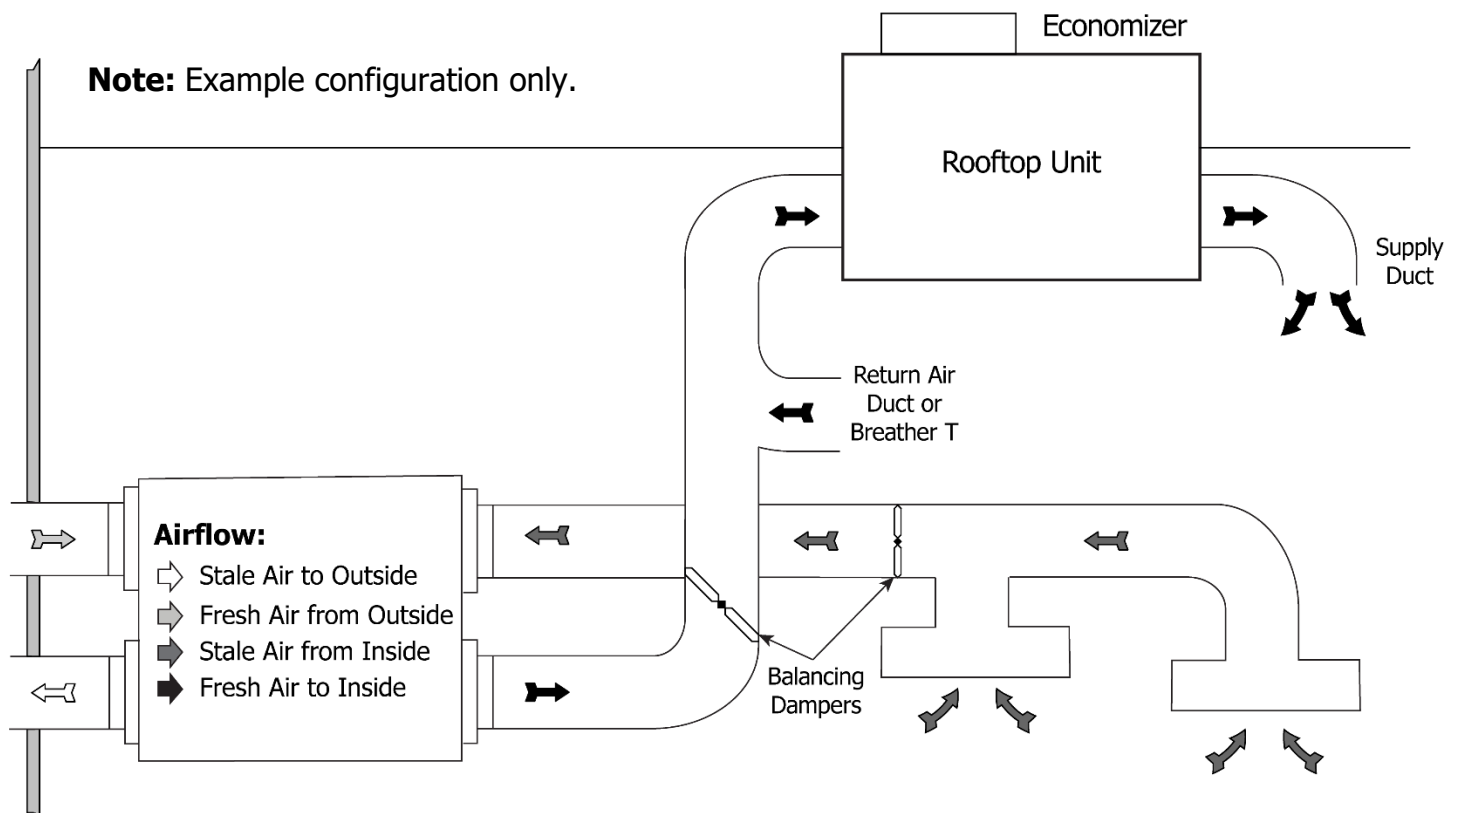 Economizer
Note: Example configuration only.
Rooftop Unit
Supply
Duct
Return Air
Duct or
Breather T
Airflow:
Stale Air to Outside
Fresh Air from Outside
Stale Air from Inside
Fresh Air to Inside
Balancing
Dampers